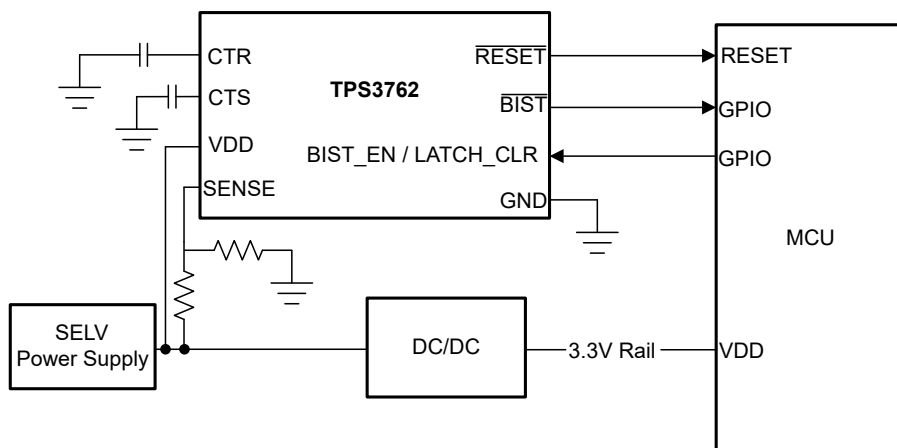 CTR
CTS
VDD
SENSE
TPS3762
RESET
BIST
BIST_EN / LATCH_CLR
GND
RESET
GPIO
GPIO
MCU
VDD
SELV
Power Supply
DC/DC
3.3V Rail